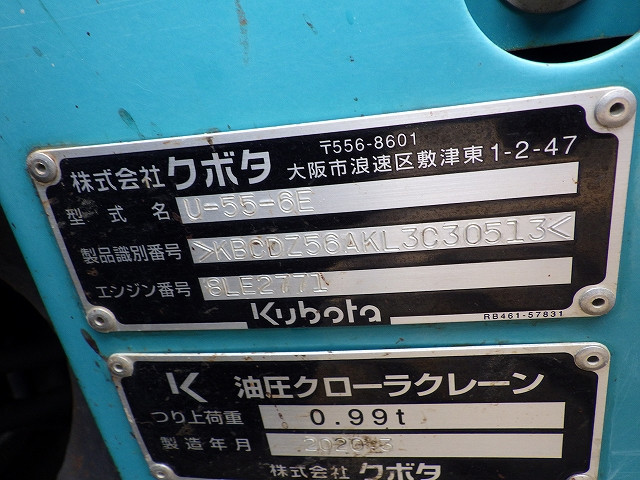 株式会社 クボタ
〒556-8601
大阪市浪速区敷津東1-2-47
型式名 U-55-6E
製品識別番号 >KBCDZ56AKL3C30513<
エンジン番号 8LE2771
Kubota
RB461-57831
K 油圧クローラクレーン
つり上荷重 0.99t
製造年月 2020.3
株式会社 クボタ